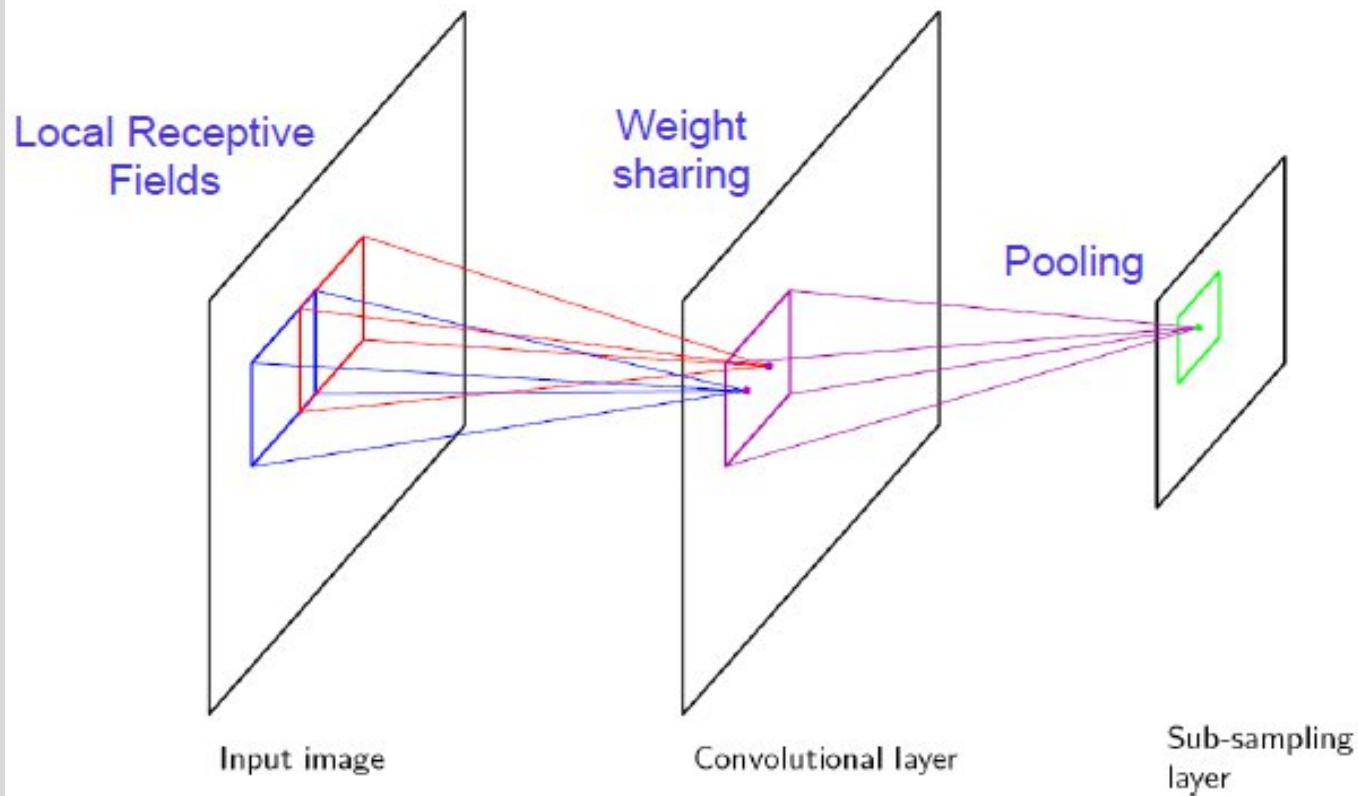 Local Receptive
Fields
Weight
sharing
Pooling
Input image
Convolutional layer
Sub-sampling
layer